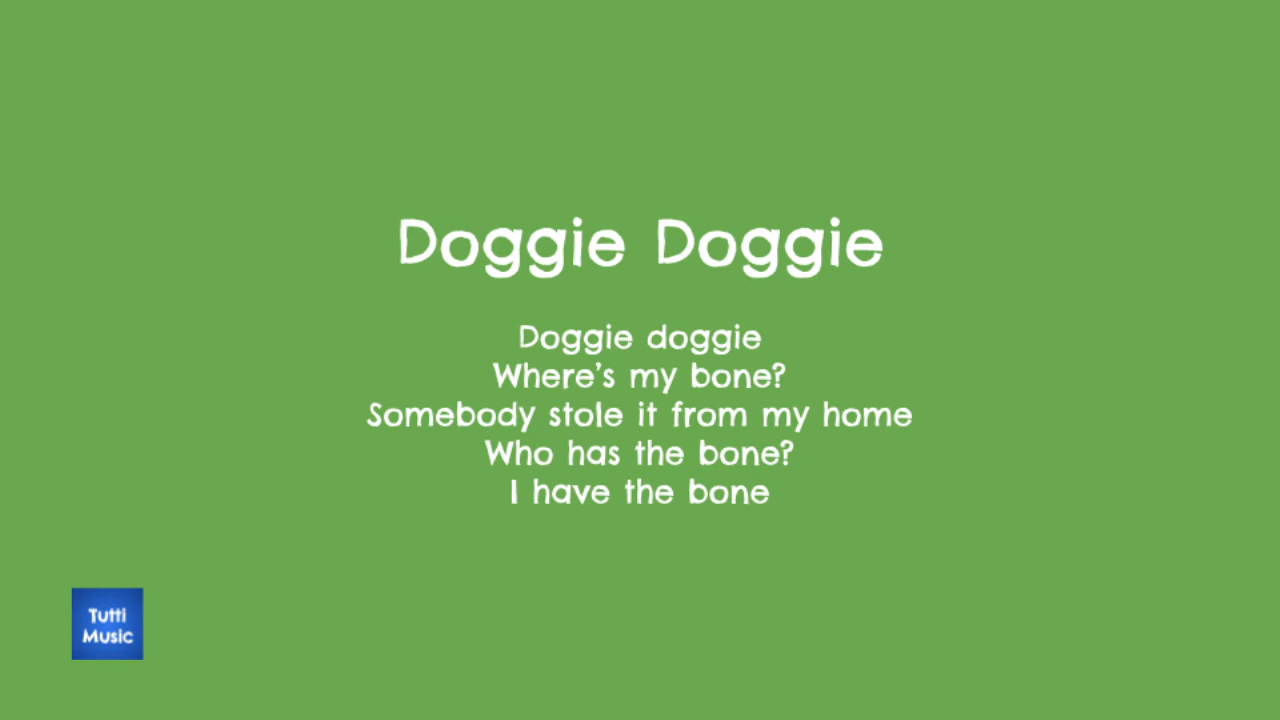 Doggie Doggie
Doggie doggie
Where's my bone?
Somebody stole it from my home
Who has the bone?
I have the bone
Tutti
Music